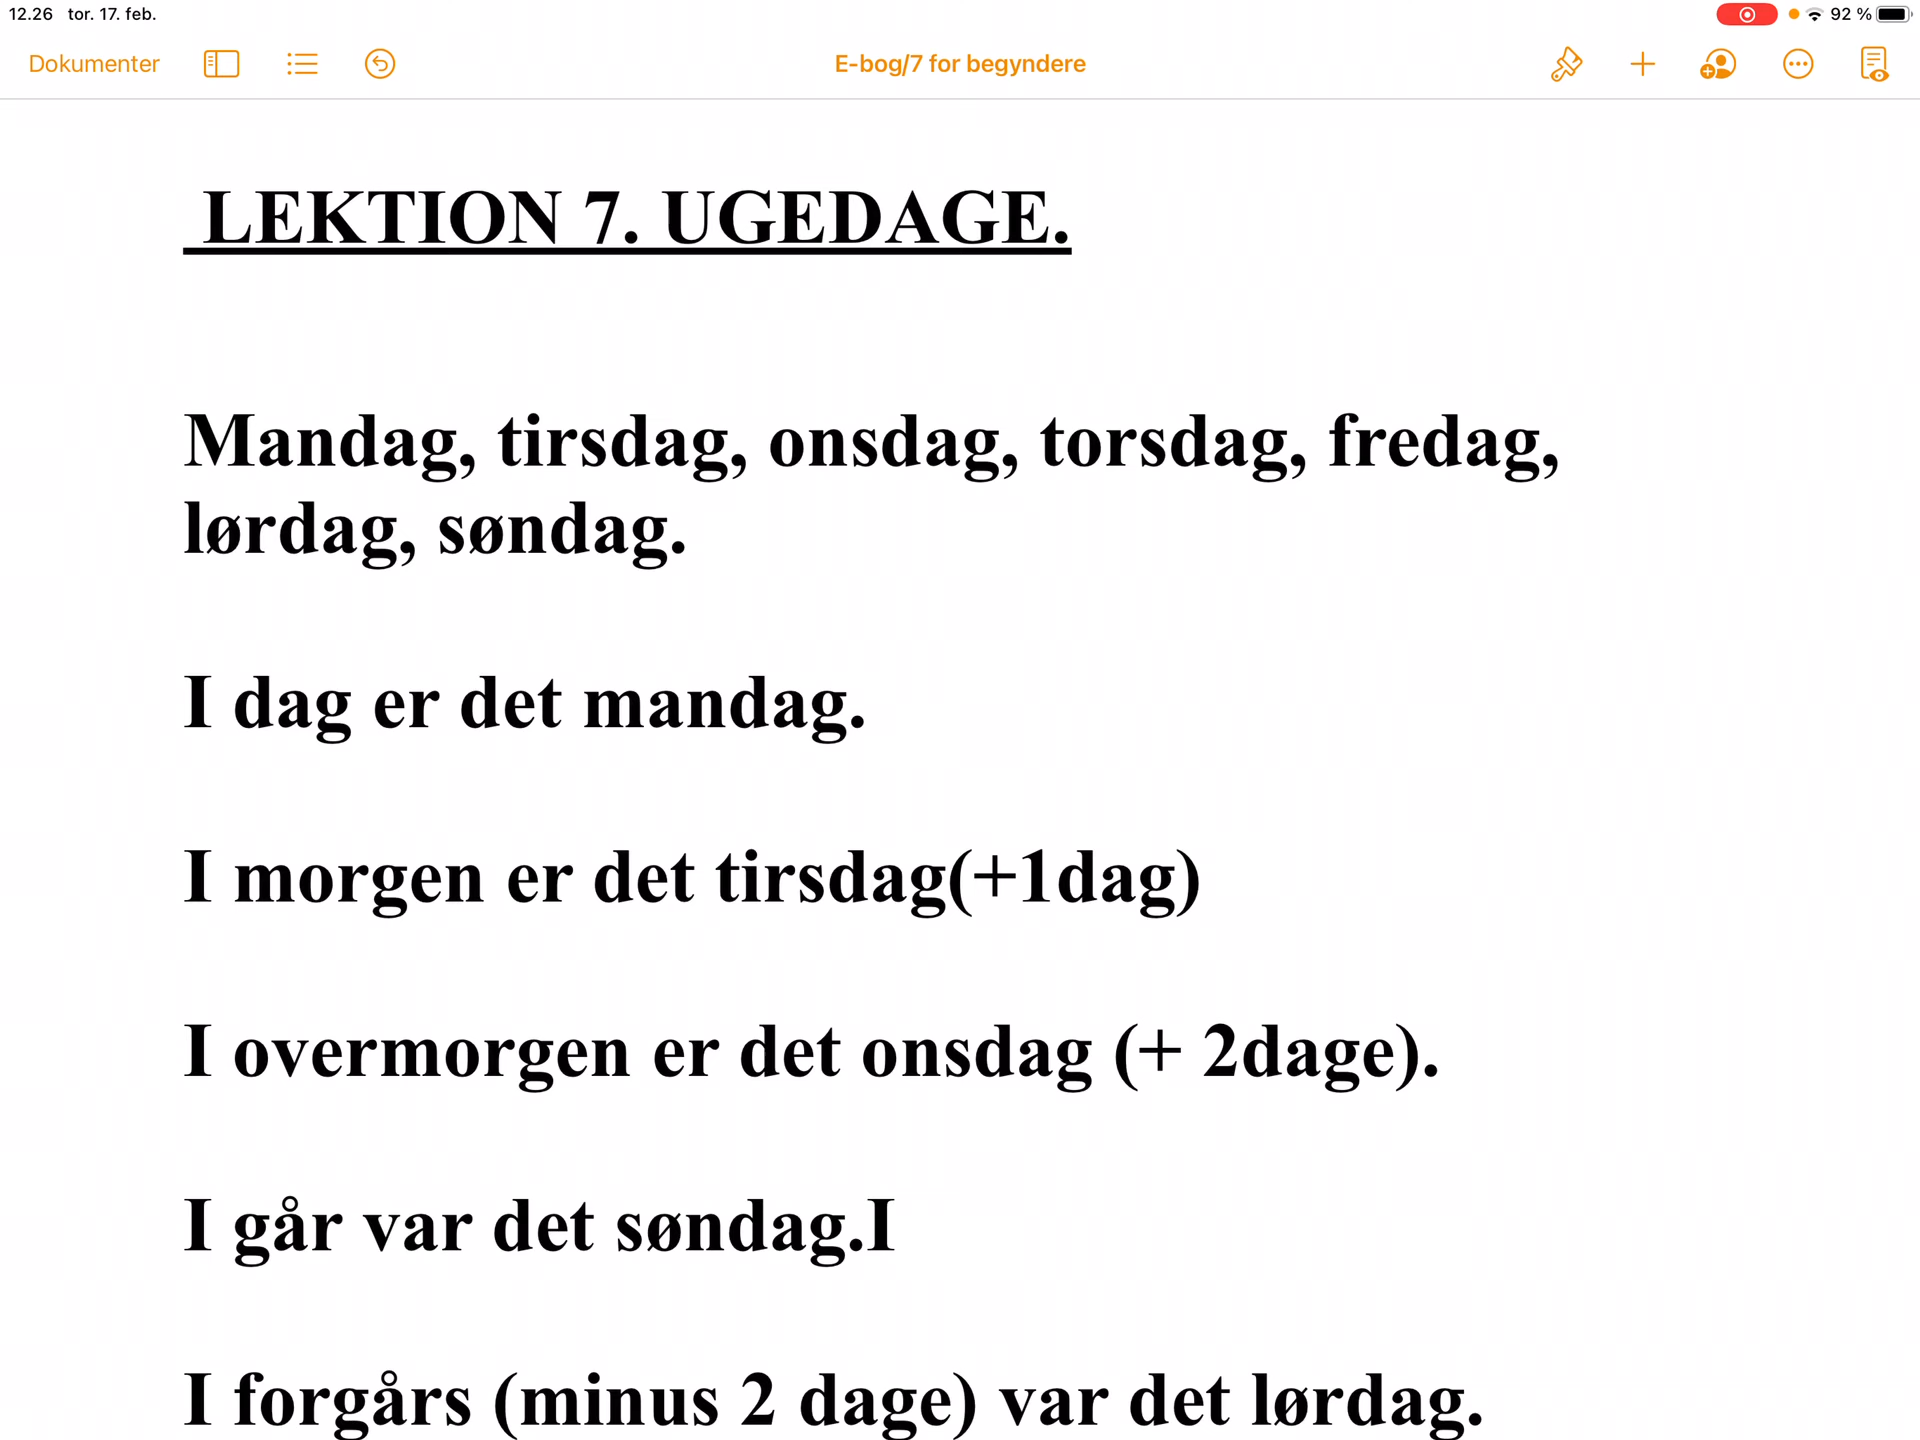 12.26 tor. 17. feb. 92 %
Dokumenter E-bog/7 for begyndere
LEKTION 7. UGEDAGE.
Mandag, tirsdag, onsdag, torsdag, fredag,
lørdag, søndag.
I dag er det mandag.
I morgen er det tirsdag(+1dag)
I overmorgen er det onsdag (+ 2dage).
I går var det søndag.I
I forgårs (minus 2 dage) var det lørdag.